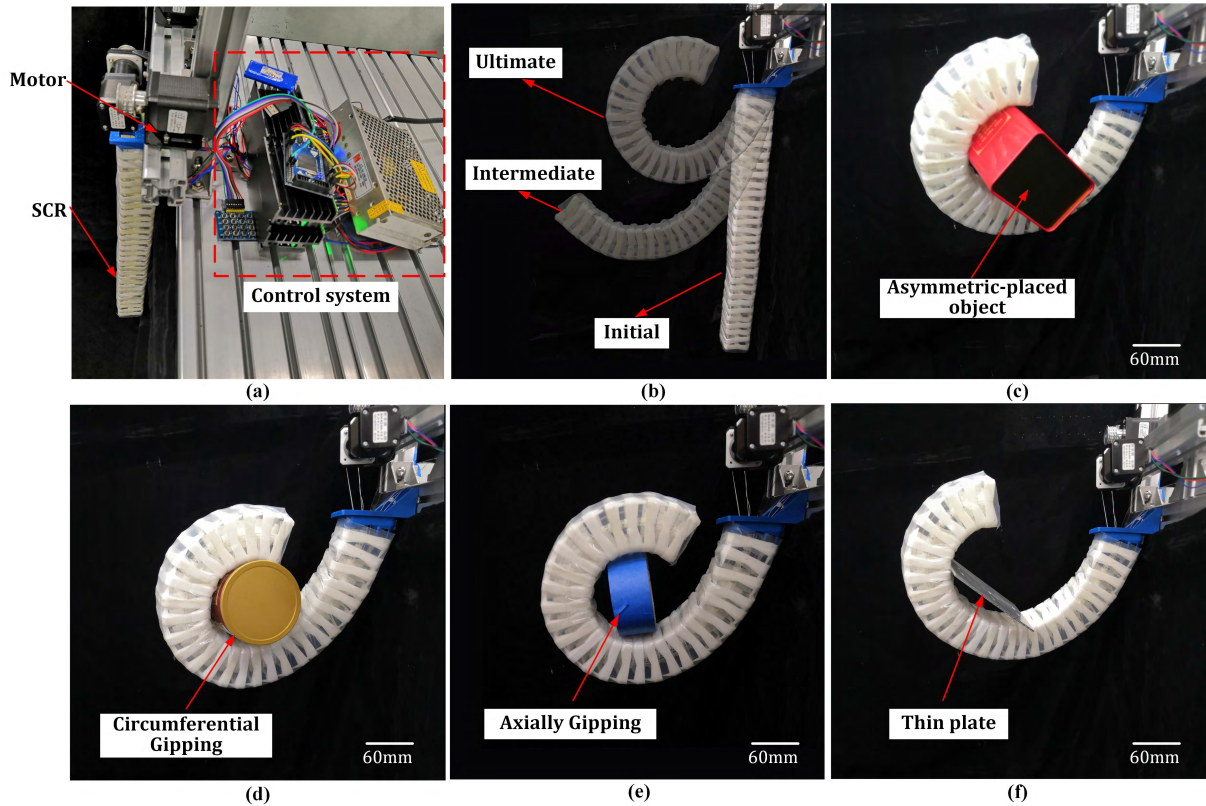 Motor
SCR
Control system
(a)
Ultimate
Intermediate
Initial
(b)
Asymmetric-placed
object
60mm
(c)
Circumferential
Gipping
60mm
(d)
Axially Gipping
60mm
(e)
Thin plate
60mm
(f)